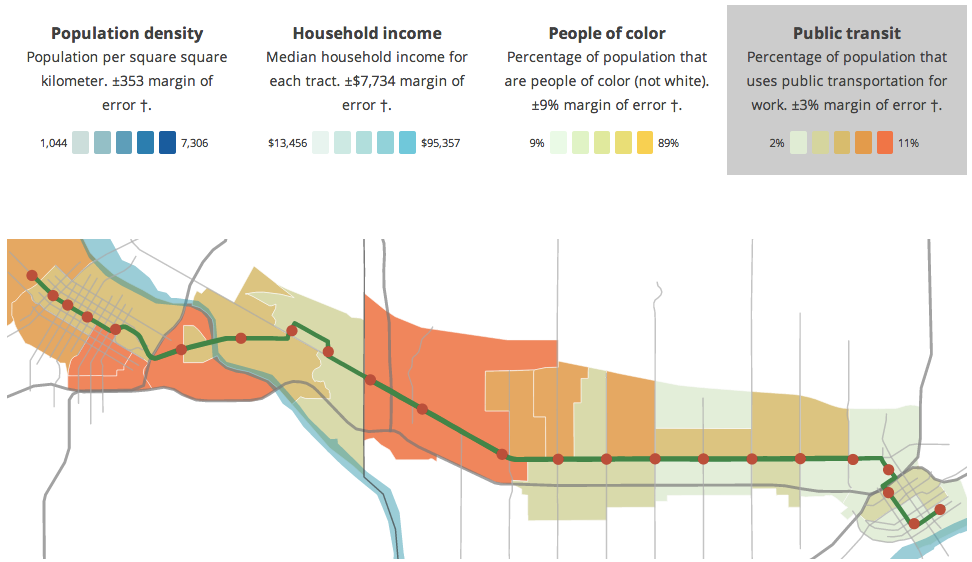 Population density
Population per square square
kilometer. ±353 margin of
error †.
1,044
7,306
Household income
Median household income for
each tract. ±$7,734 margin of
error †.
$13,456
$95,357
People of color
Percentage of population that
are people of color (not white).
±9% margin of error †.
9%
89%
Public transit
Percentage of population that
uses public transportation for
work. ±3% margin of error †.
2%
11%